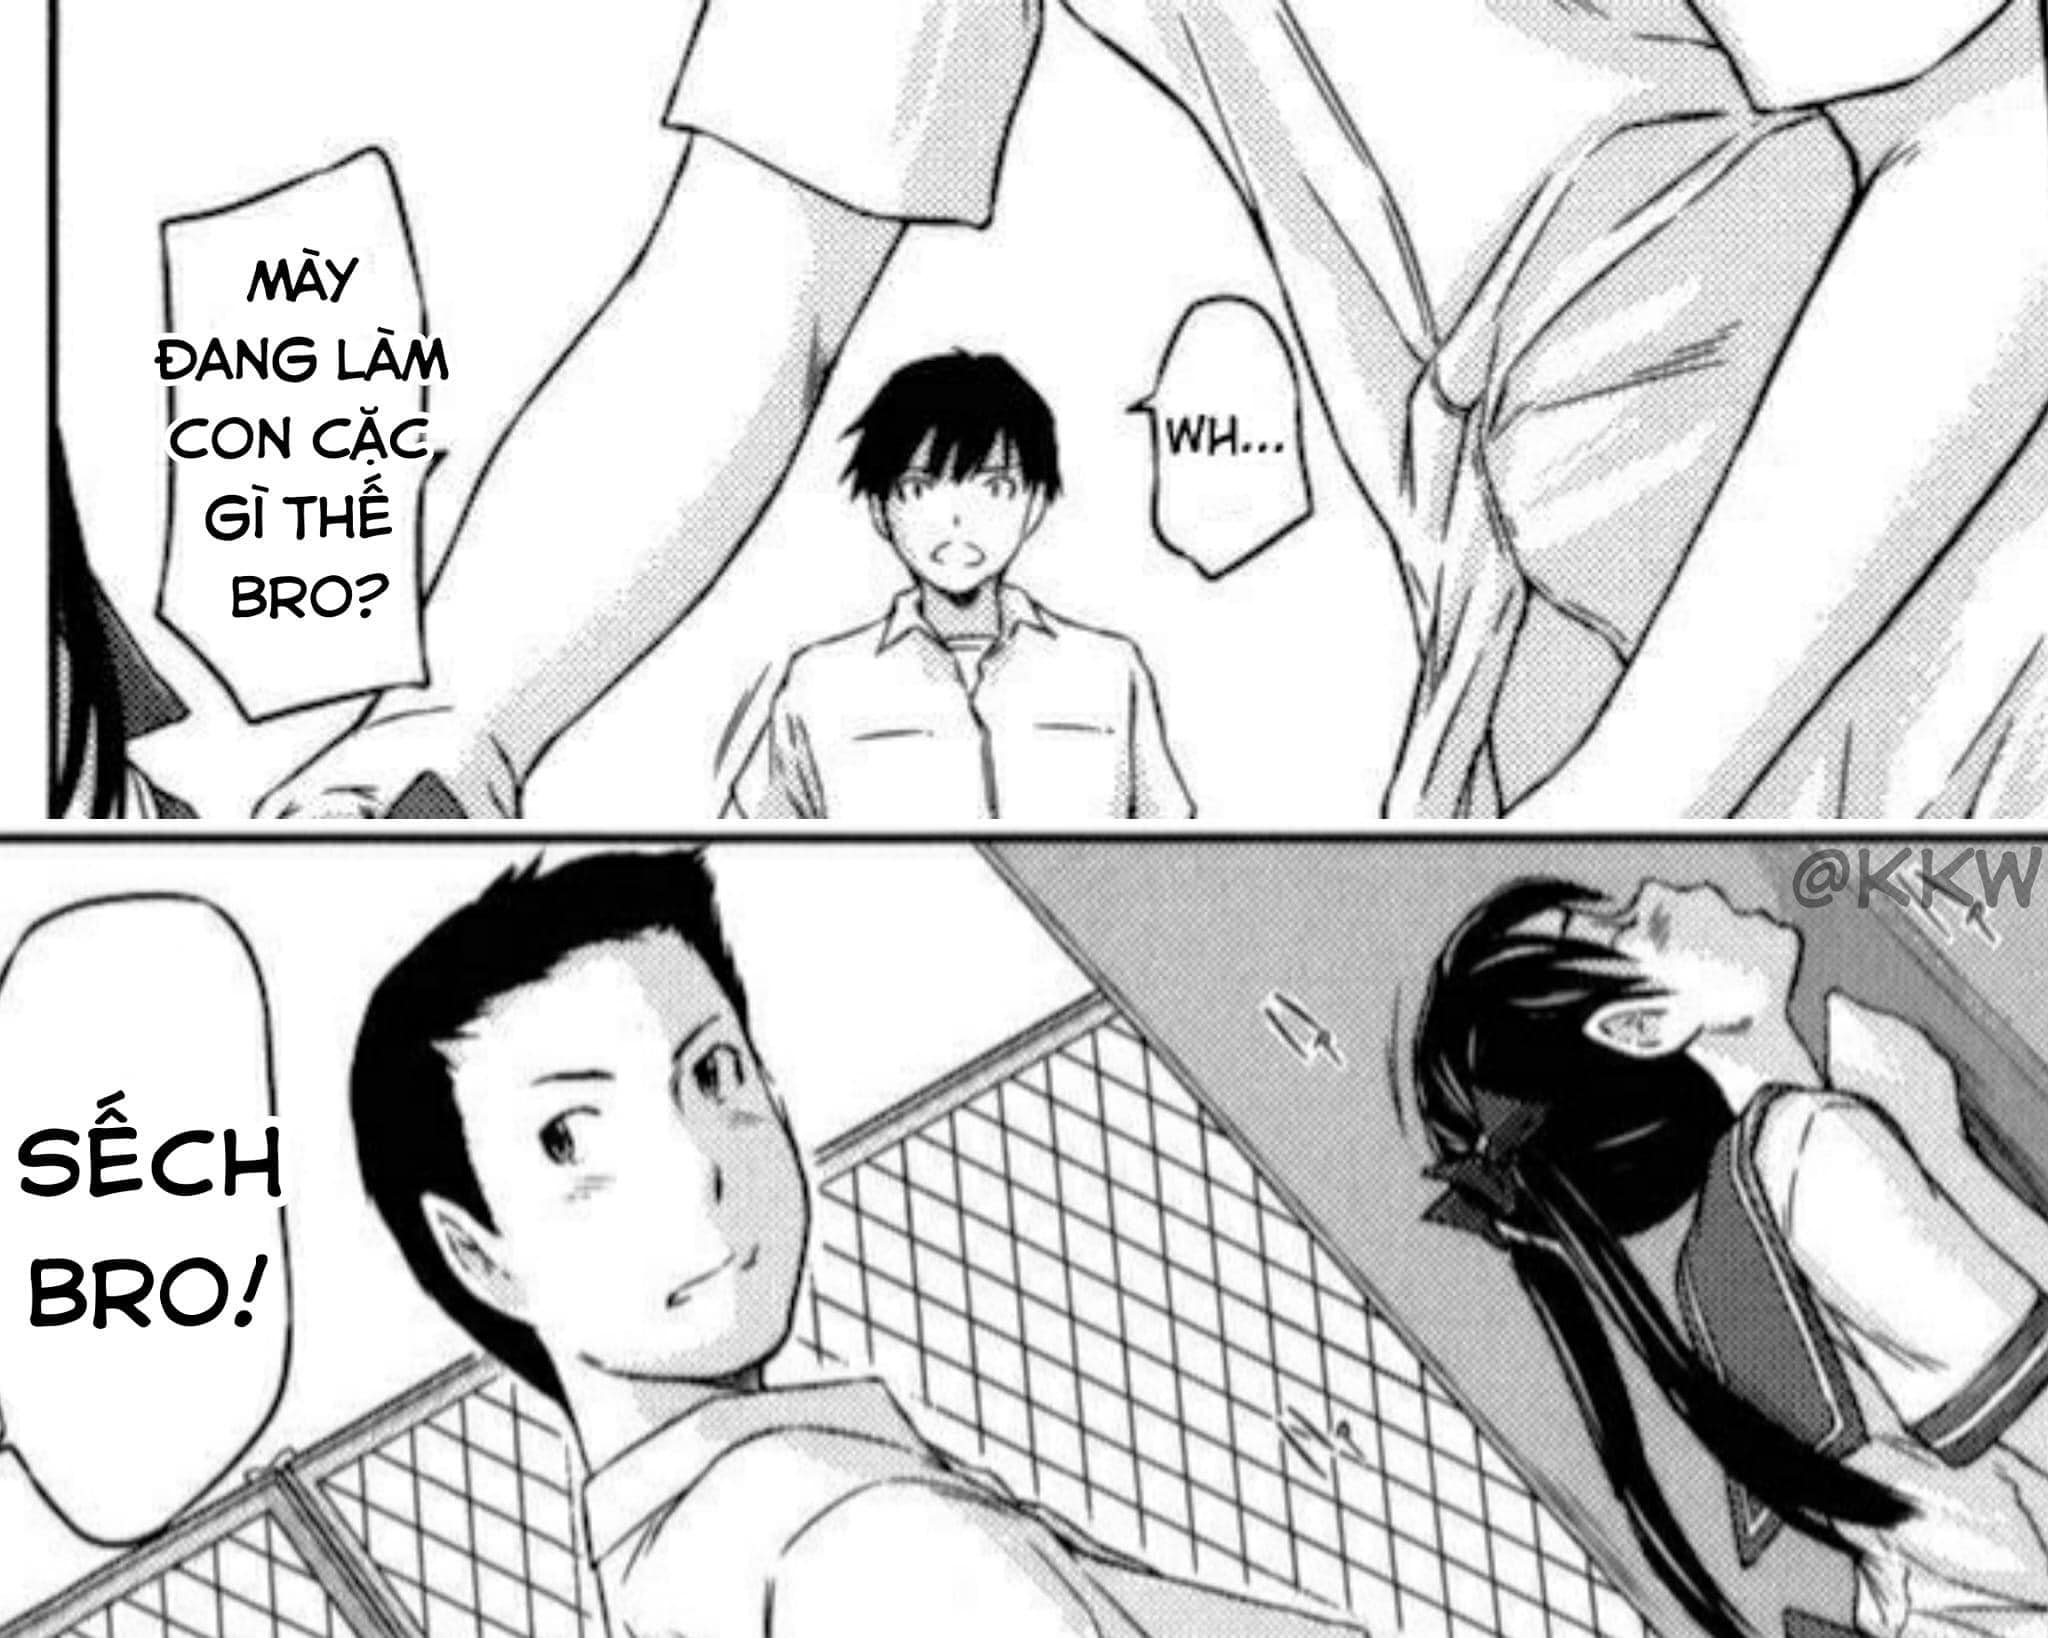 MÀY
ĐANG LÀM
CON CẶC
GÌ THẾ
BRO?
WH...
@KKW
SẾCH
BRO!